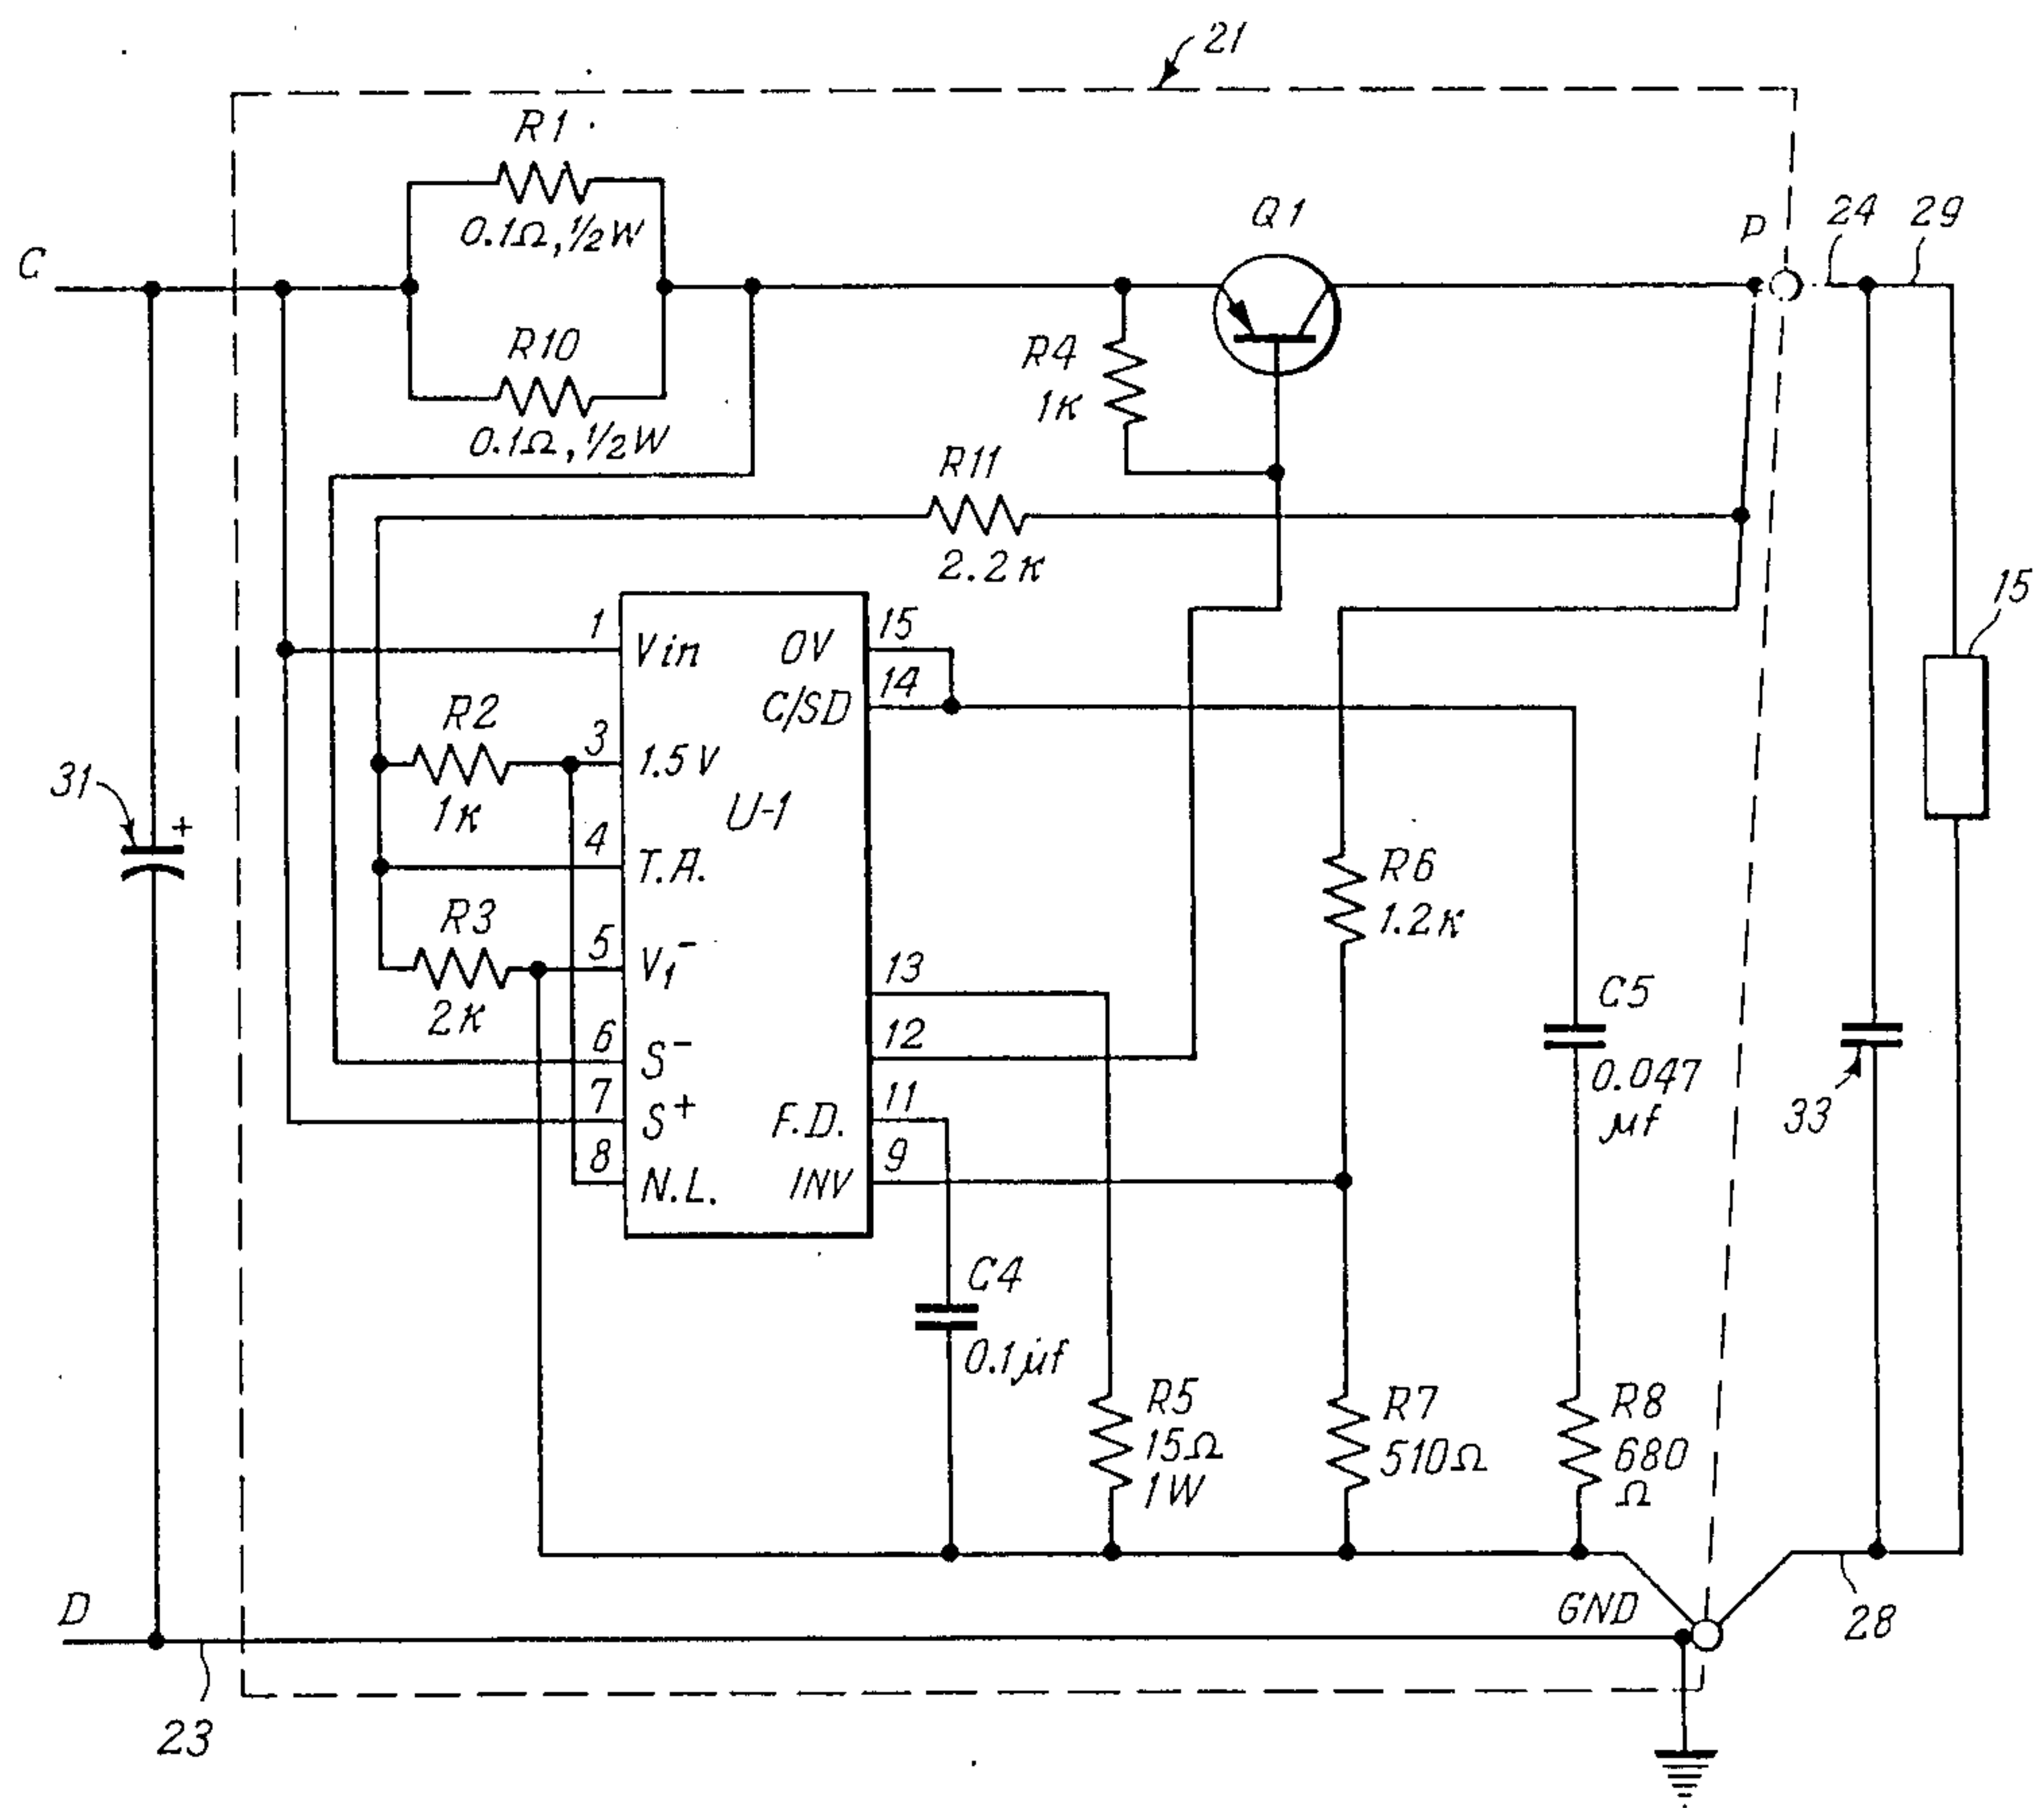 21
R1
0.1Ω, ½W
C
Q1
P
24
29
R10
0.1Ω, ½W
R4
1K
R11
2.2K
15
1
Vin
OV
15
14
C/SD
R2
1K
3
1.5V
U-1
31
+
4
T.A.
R3
2K
5
V₁⁻
R6
1.2K
13
12
C5
0.047
μf
6
S⁻
7
S⁺
11
F.D.
33
8
N.L.
9
INV
C4
0.1μf
R5
15Ω
1W
R7
510Ω
R8
680
Ω
D
GND
28
23